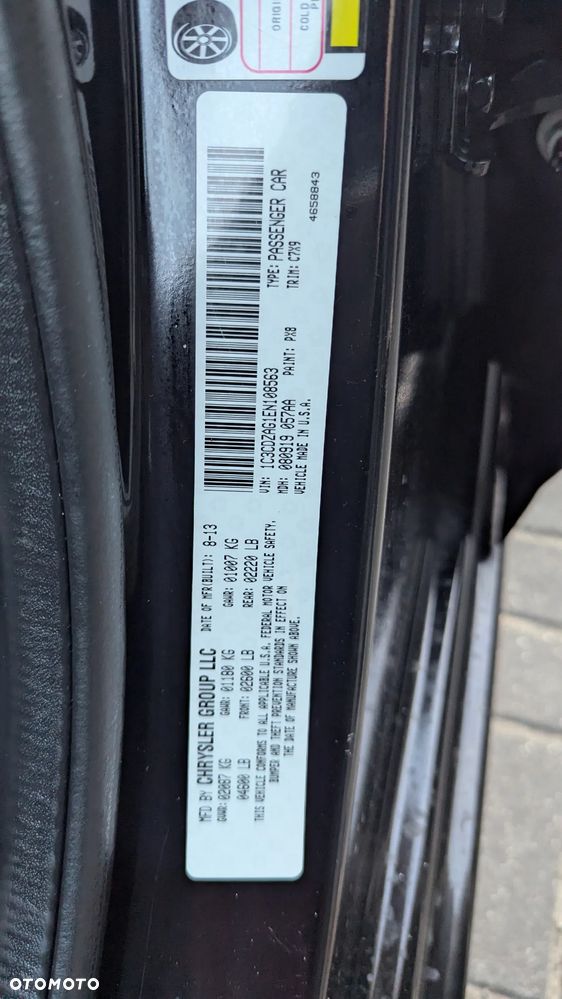 ORIGI
COLD
MFD BY CHRYSLER GROUP LLC DATE OF MFR(BUILT): 8-13
GVWR: 02087 KG GAWR: 01180 KG GAWR: 01007 KG
04600 LB FRONT: 02600 LB REAR: 02220 LB
THIS VEHICLE CONFORMS TO ALL APPLICABLE U.S.A. FEDERAL MOTOR VEHICLE SAFETY,
BUMPER AND THEFT PREVENTION STANDARDS IN EFFECT ON
THE DATE OF MANUFACTURE SHOWN ABOVE.
VIN: 1C3CDZAG1EN108563 TYPE: PASSENGER CAR
MDH: 080919 057AA PAINT: PX8 TRIM: C7X9
VEHICLE MADE IN U.S.A. 4658843
OTOMOTO